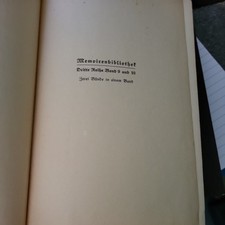 Memoirenbibliothek
Dritte Reihe Band 9 und 10
Zwei Bände in einem Band